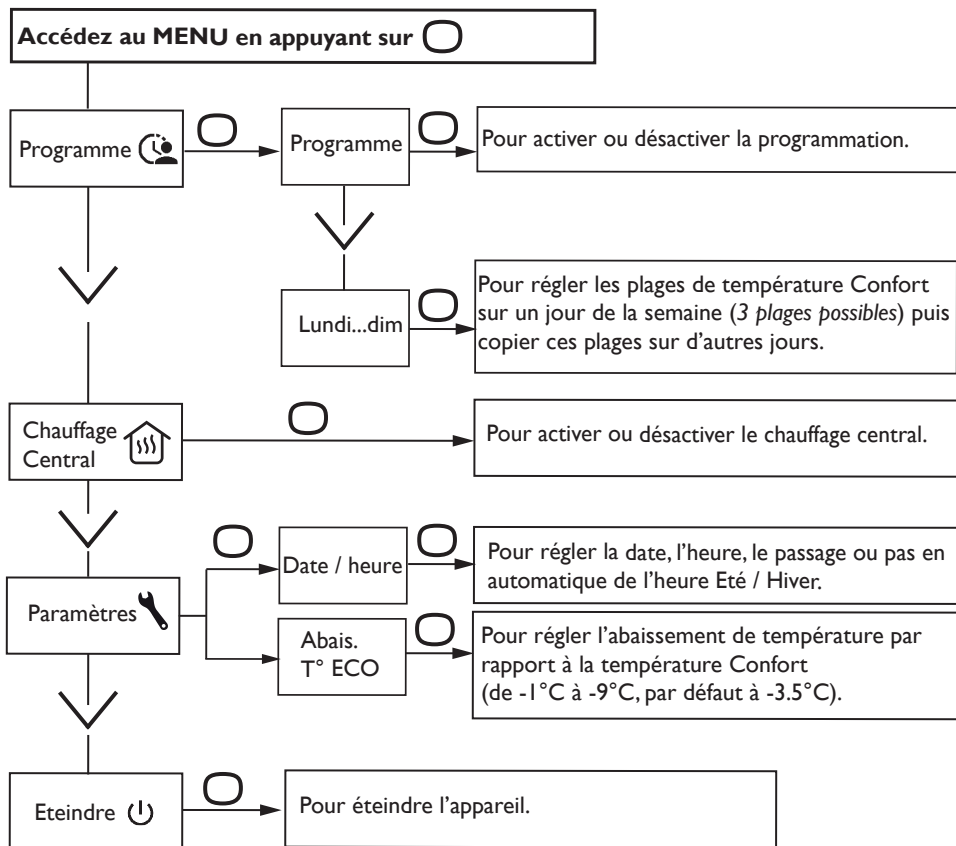 Accédez au MENU en appuyant sur
Programme
Programme
Pour activer ou désactiver la programmation.
Lundi...dim
Pour régler les plages de température Confort
sur un jour de la semaine (3 plages possibles) puis
copier ces plages sur d'autres jours.
Chauffage
Central
Pour activer ou désactiver le chauffage central.
Paramètres
Date / heure
Pour régler la date, l'heure, le passage ou pas en
automatique de l'heure Eté / Hiver.
Abais.
T° ECO
Pour régler l'abaissement de température par
rapport à la température Confort
(de -1°C à -9°C, par défaut à -3.5°C).
Eteindre
Pour éteindre l'appareil.